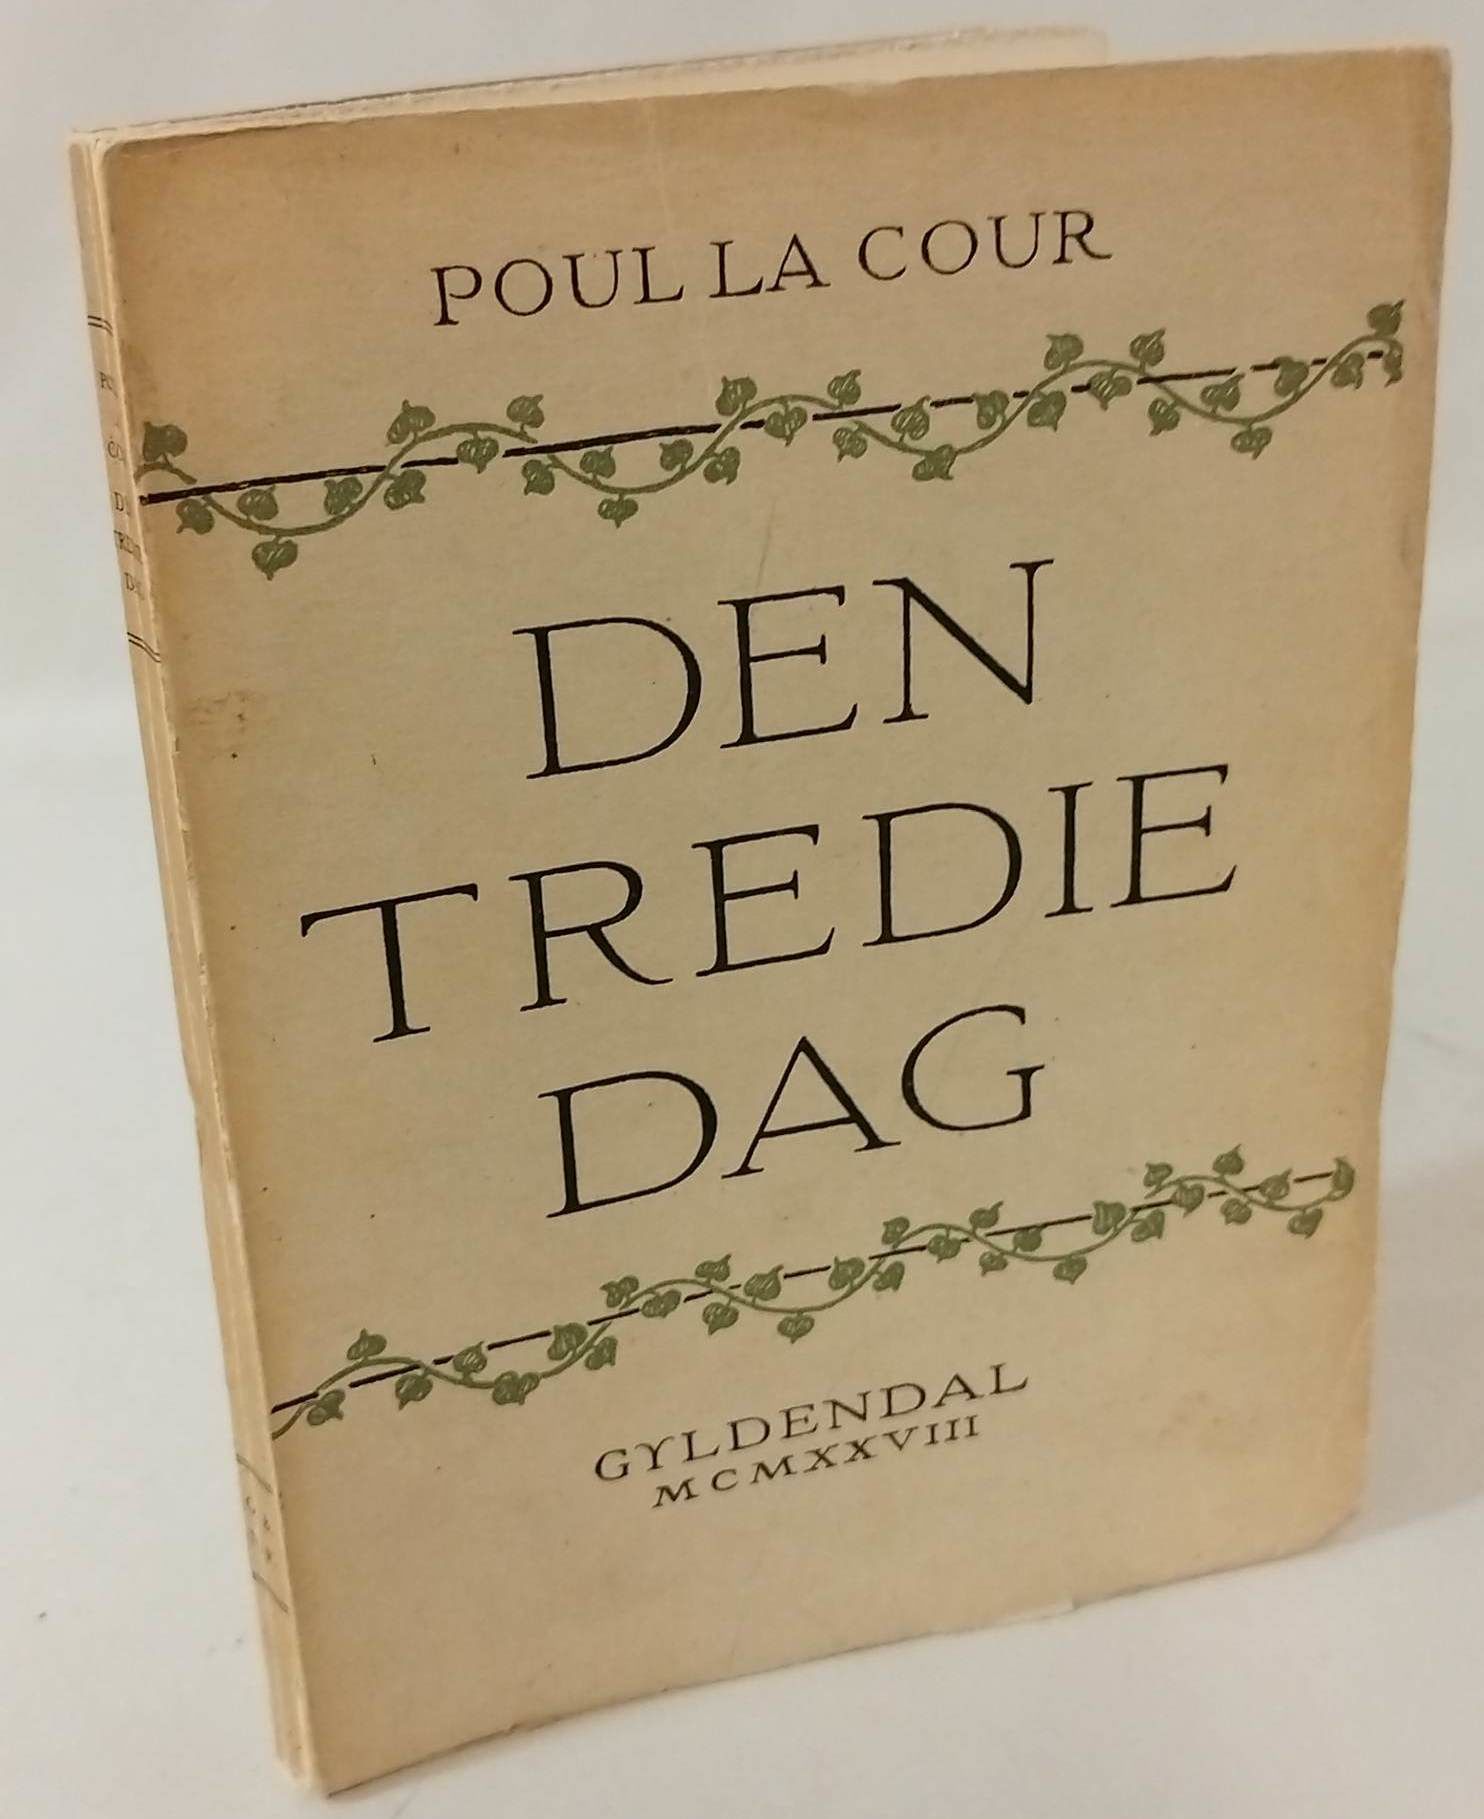 POUL LA COUR
DEN
TREDIE
DAG
GYLDENDAL
MCMXXVIII